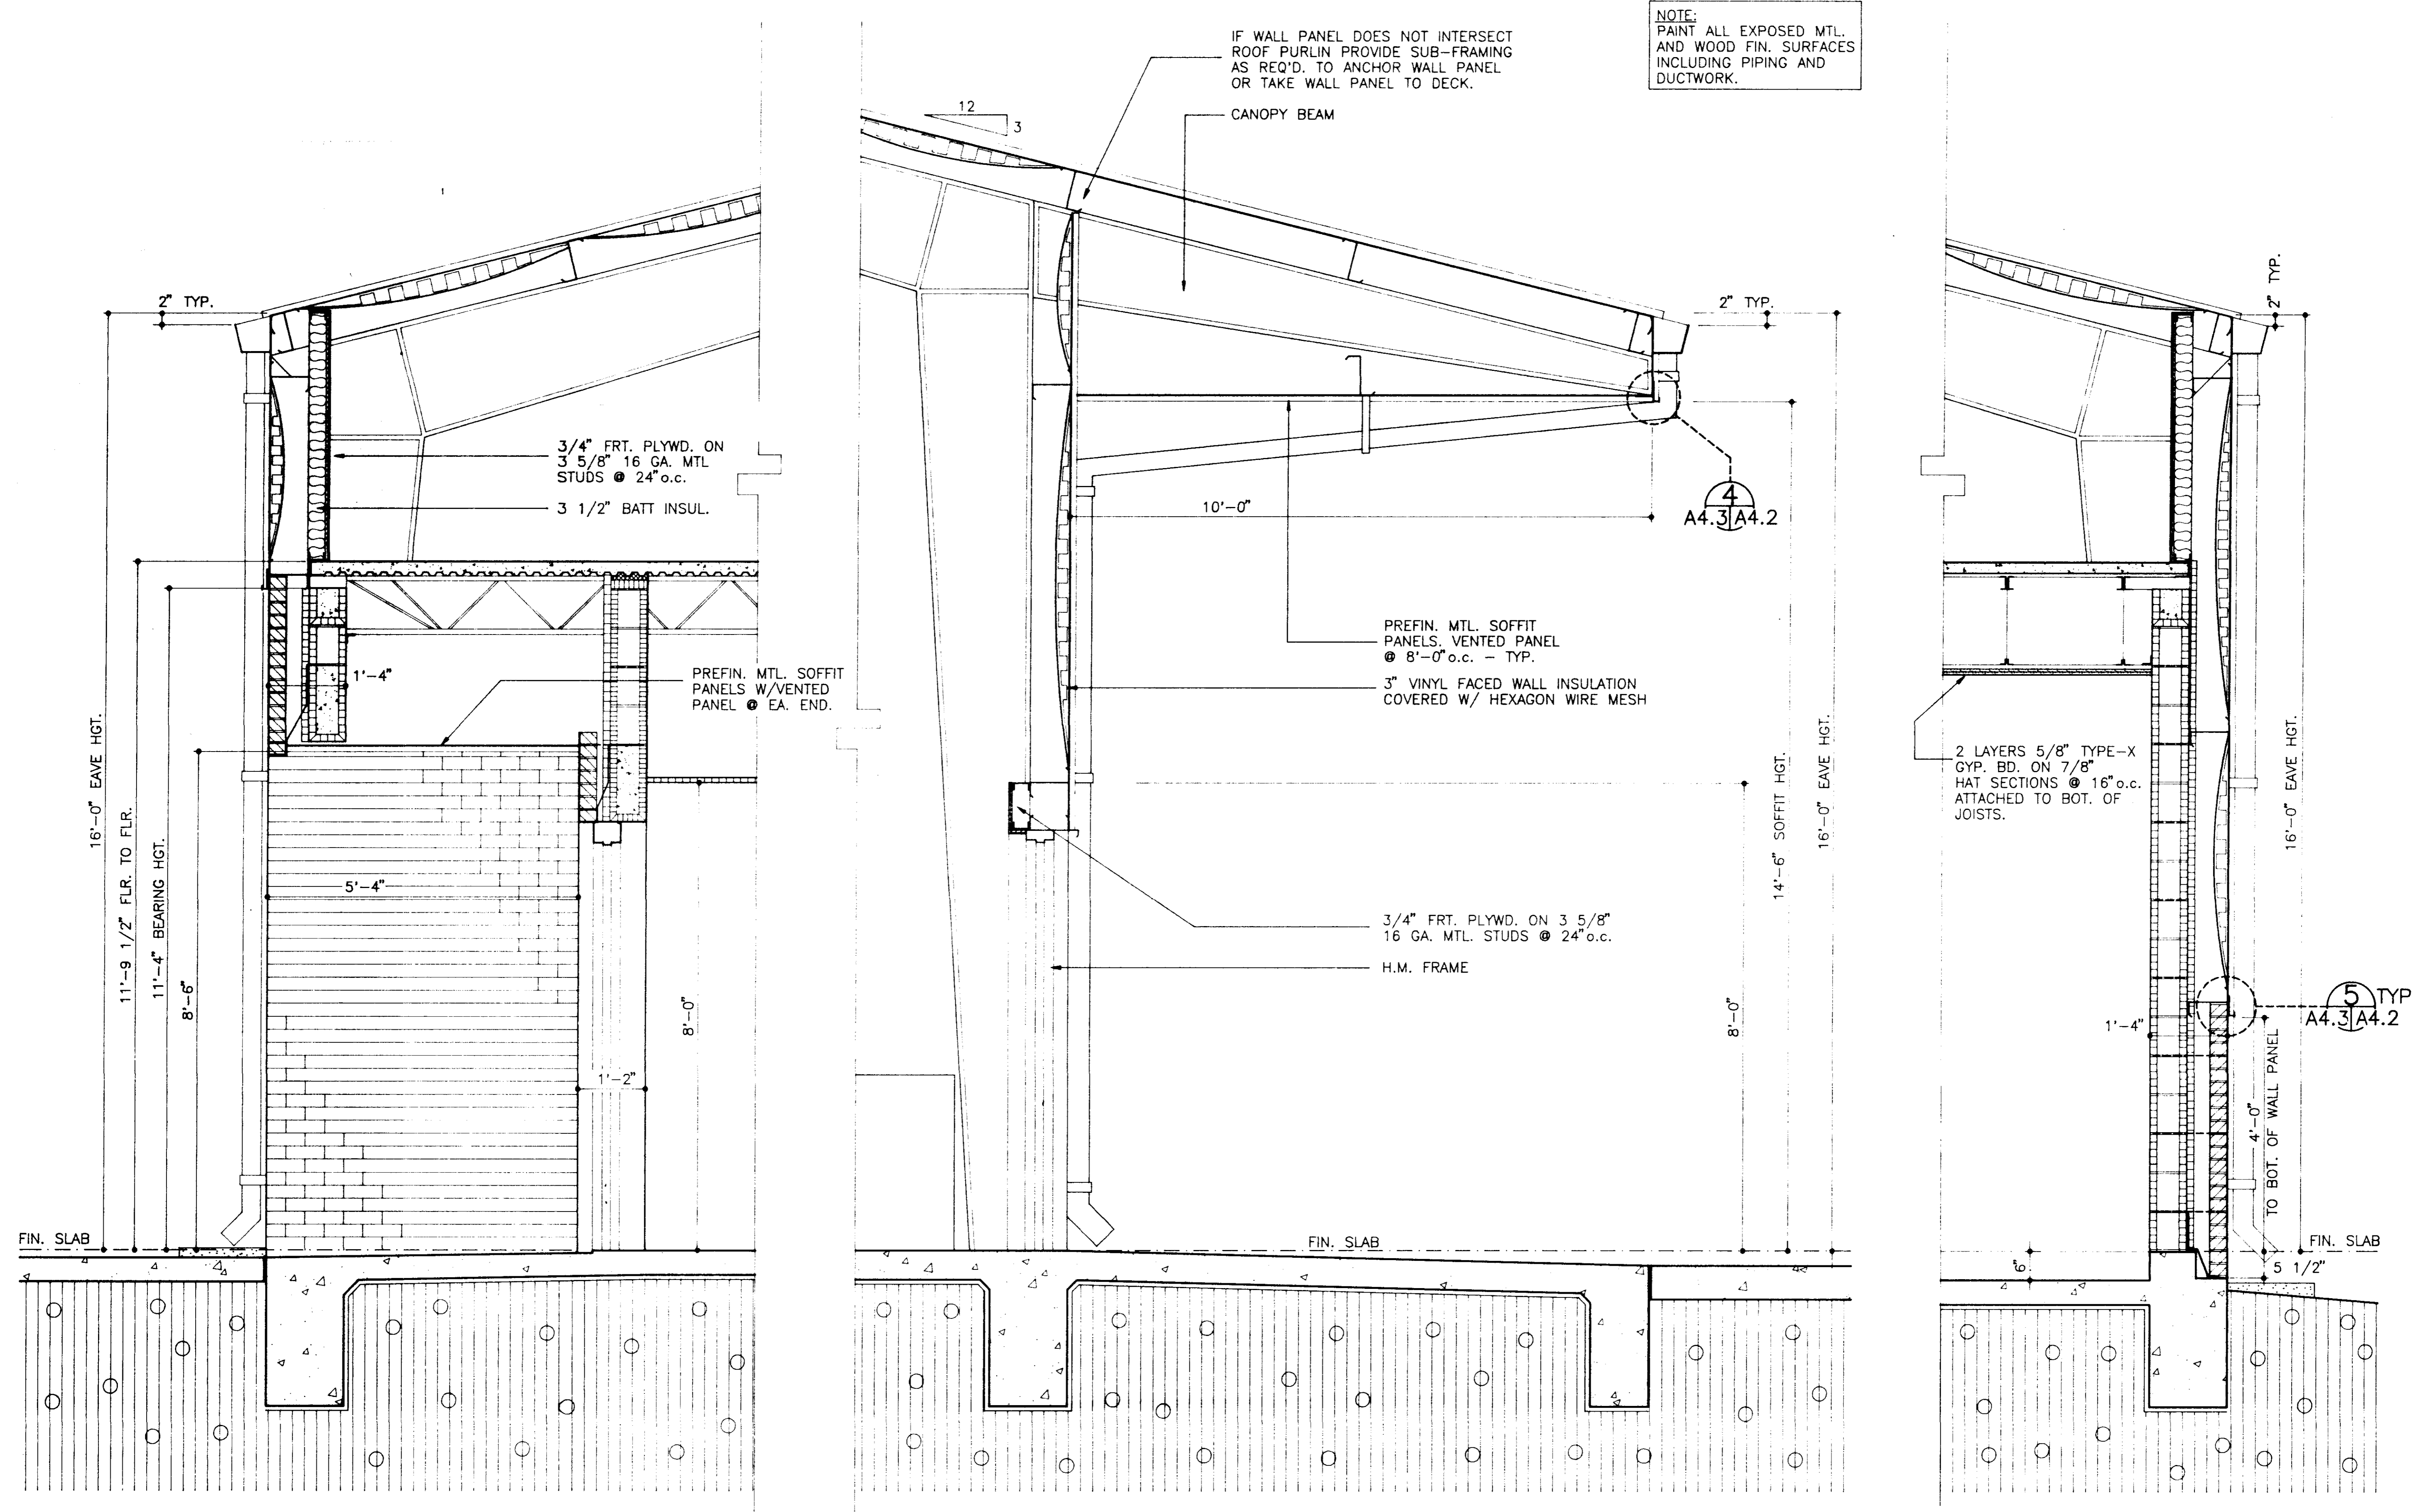 NOTE:
PAINT ALL EXPOSED MTL.
AND WOOD FIN. SURFACES
INCLUDING PIPING AND
DUCTWORK.
IF WALL PANEL DOES NOT INTERSECT
ROOF PURLIN PROVIDE SUB-FRAMING
AS REQ'D. TO ANCHOR WALL PANEL
OR TAKE WALL PANEL TO DECK.
CANOPY BEAM
12
3
2" TYP.
3/4" FRT. PLYWD. ON
3 5/8" 16 GA. MTL
STUDS @ 24"o.c.
3 1/2" BATT INSUL.
1'-4"
PREFIN. MTL. SOFFIT
PANELS W/VENTED
PANEL @ EA. END.
16'-0" EAVE HGT.
11'-9 1/2" FLR. TO FLR.
11'-4" BEARING HGT.
8'-6"
5'-4"
8'-0"
1'-2"
FIN. SLAB
2" TYP.
4
A4.3 A4.2
10'-0"
PREFIN. MTL. SOFFIT
PANELS. VENTED PANEL
@ 8'-0"o.c. - TYP.
3" VINYL FACED WALL INSULATION
COVERED W/ HEXAGON WIRE MESH
14'-6" SOFFIT HGT.
16'-0" EAVE HGT.
3/4" FRT. PLYWD. ON 3 5/8"
16 GA. MTL. STUDS @ 24"o.c.
H.M. FRAME
8'-0"
FIN. SLAB
2" TYP.
2 LAYERS 5/8" TYPE-X
GYP. BD. ON 7/8"
HAT SECTIONS @ 16"o.c.
ATTACHED TO BOT. OF
JOISTS.
16'-0" EAVE HGT.
5 TYP
A4.3 A4.2
1'-4"
4'-0"
TO BOT. OF WALL PANEL
FIN. SLAB
6"
5 1/2"